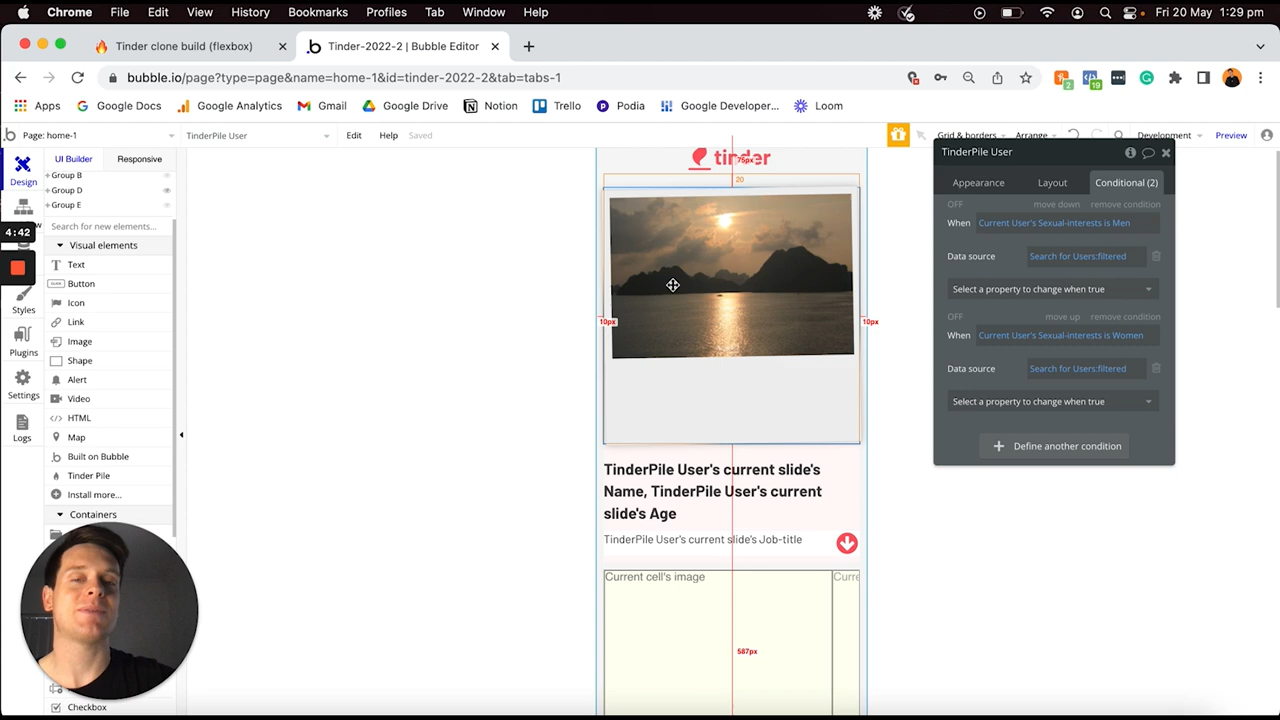 Chrome File Edit View History Bookmarks Profiles Tab Window Help Fri 20 May 1:29 pm
Tinder clone build (flexbox) Tinder-2022-2 | Bubble Editor
bubble.io/page?type=page&name=home-1&id=tinder-2022-2&tab=tabs-1 2 19
Apps Google Docs Google Analytics Gmail Google Drive Notion Trello Podia Google Developer... Loom
Page: home-1 TinderPile User Edit Help Saved Grid & borders Arrange Development Preview
Design
4:42
Styles
Plugins
Settings
Logs
UI Builder Responsive
Group B
Group D
Group E
Search for new elements...
Visual elements
Text
Button
Icon
Link
Image
Shape
Alert
Video
</> HTML
Map
Built on Bubble
Tinder Pile
Install more...
Containers
Checkbox
tinder
75px
20
10px
10px
TinderPile User's current slide's
Name, TinderPile User's current
slide's Age
TinderPile User's current slide's Job-title
Current cell's image
587px
TinderPile User
Appearance Layout Conditional (2)
OFF move down remove condition
When Current User's Sexual-interests is Men
Data source Search for Users:filtered
Select a property to change when true
OFF move up remove condition
When Current User's Sexual-interests is Women
Data source Search for Users:filtered
Select a property to change when true
Define another condition